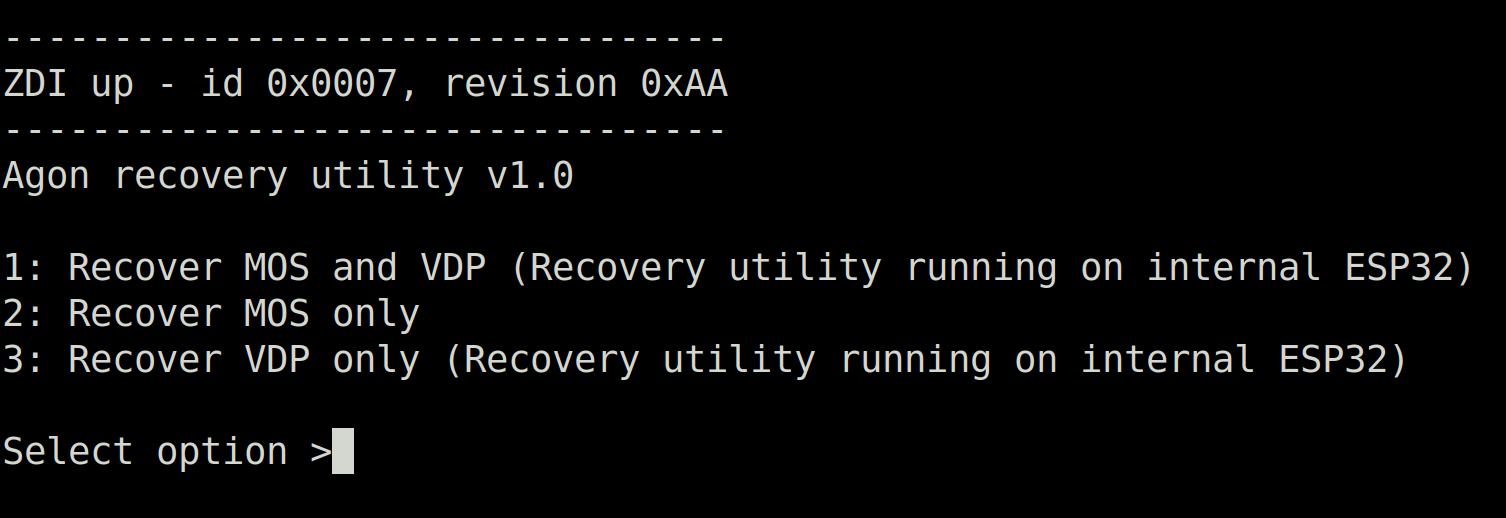 ---------------------------------
ZDI up - id 0x0007, revision 0xAA
---------------------------------
Agon recovery utility v1.0
1: Recover MOS and VDP (Recovery utility running on internal ESP32)
2: Recover MOS only
3: Recover VDP only (Recovery utility running on internal ESP32)
Select option >